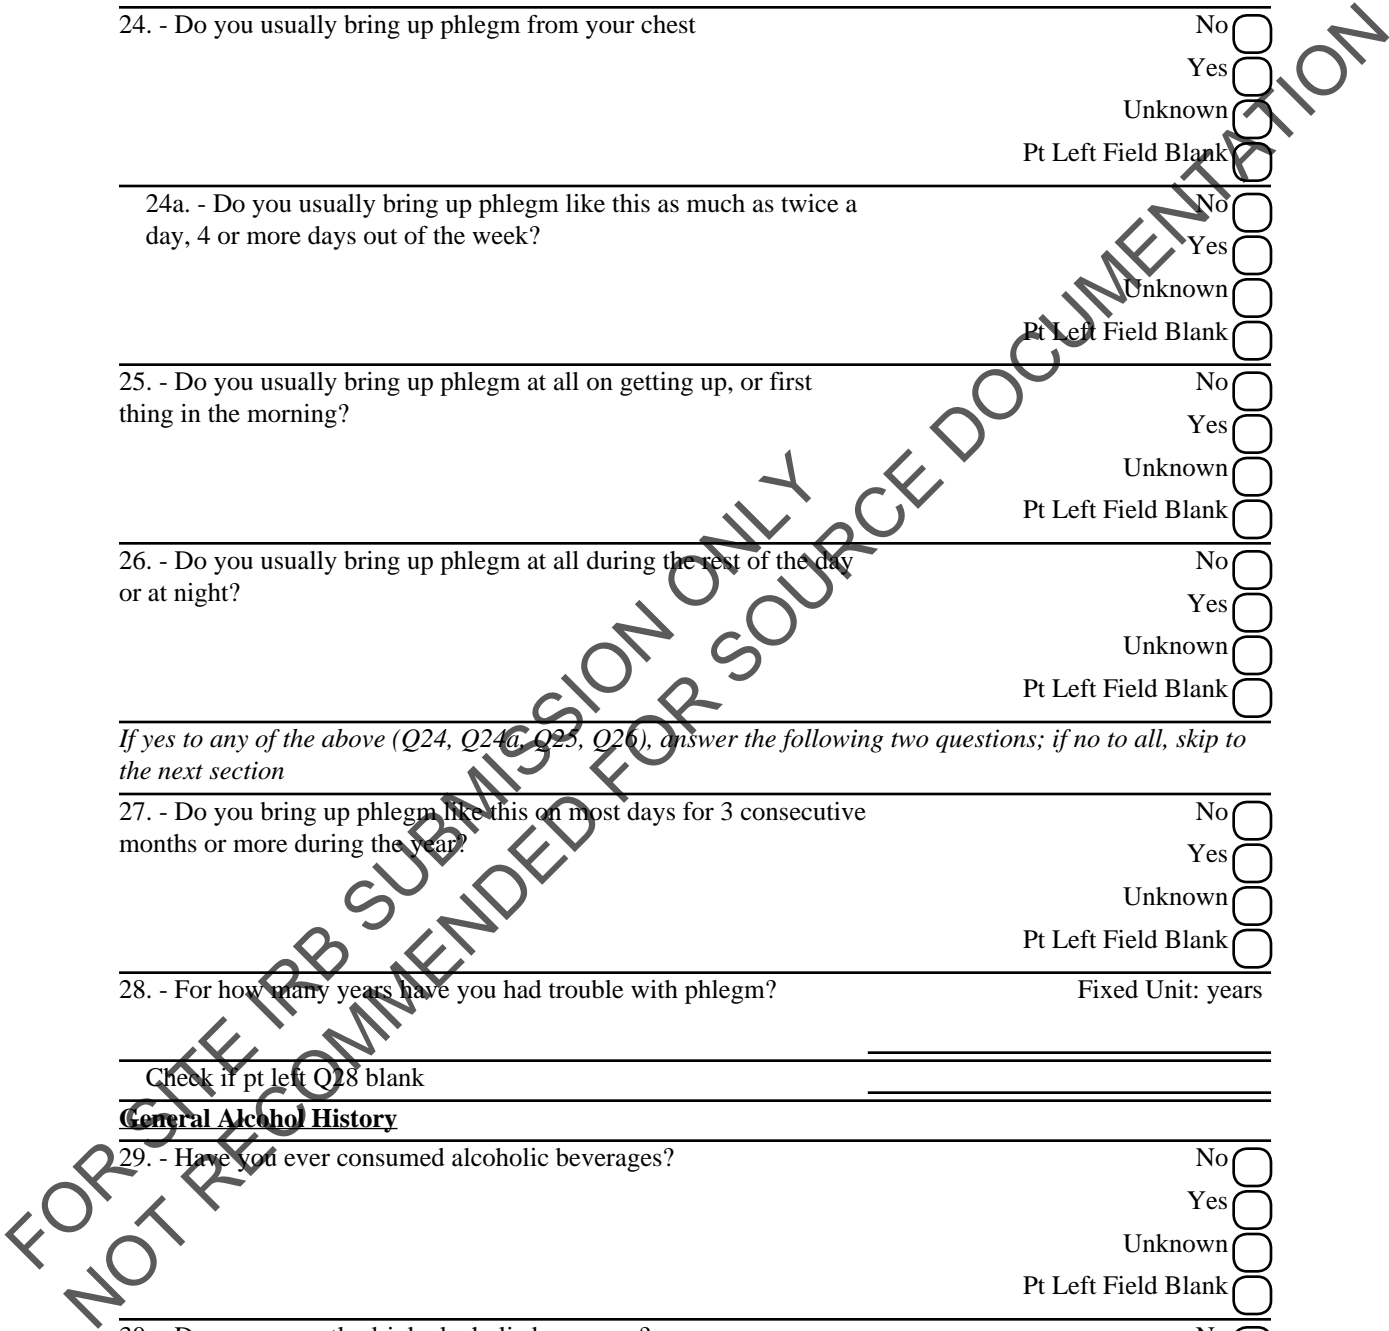 24. - Do you usually bring up phlegm from your chest
No
Yes
Unknown
Pt Left Field Blank
24a. - Do you usually bring up phlegm like this as much as twice a
day, 4 or more days out of the week?
No
Yes
Unknown
Pt Left Field Blank
25. - Do you usually bring up phlegm at all on getting up, or first
thing in the morning?
No
Yes
Unknown
Pt Left Field Blank
26. - Do you usually bring up phlegm at all during the rest of the day
or at night?
No
Yes
Unknown
Pt Left Field Blank
If yes to any of the above (Q24, Q24a, Q25, Q26), answer the following two questions; if no to all, skip to
the next section
27. - Do you bring up phlegm like this on most days for 3 consecutive
months or more during the year?
No
Yes
Unknown
Pt Left Field Blank
28. - For how many years have you had trouble with phlegm?
Fixed Unit: years
Check if pt left Q28 blank
General Alcohol History
29. - Have you ever consumed alcoholic beverages?
No
Yes
Unknown
Pt Left Field Blank
FOR SITE IRB SUBMISSION ONLY
NOT RECOMMENDED FOR SOURCE DOCUMENTATION